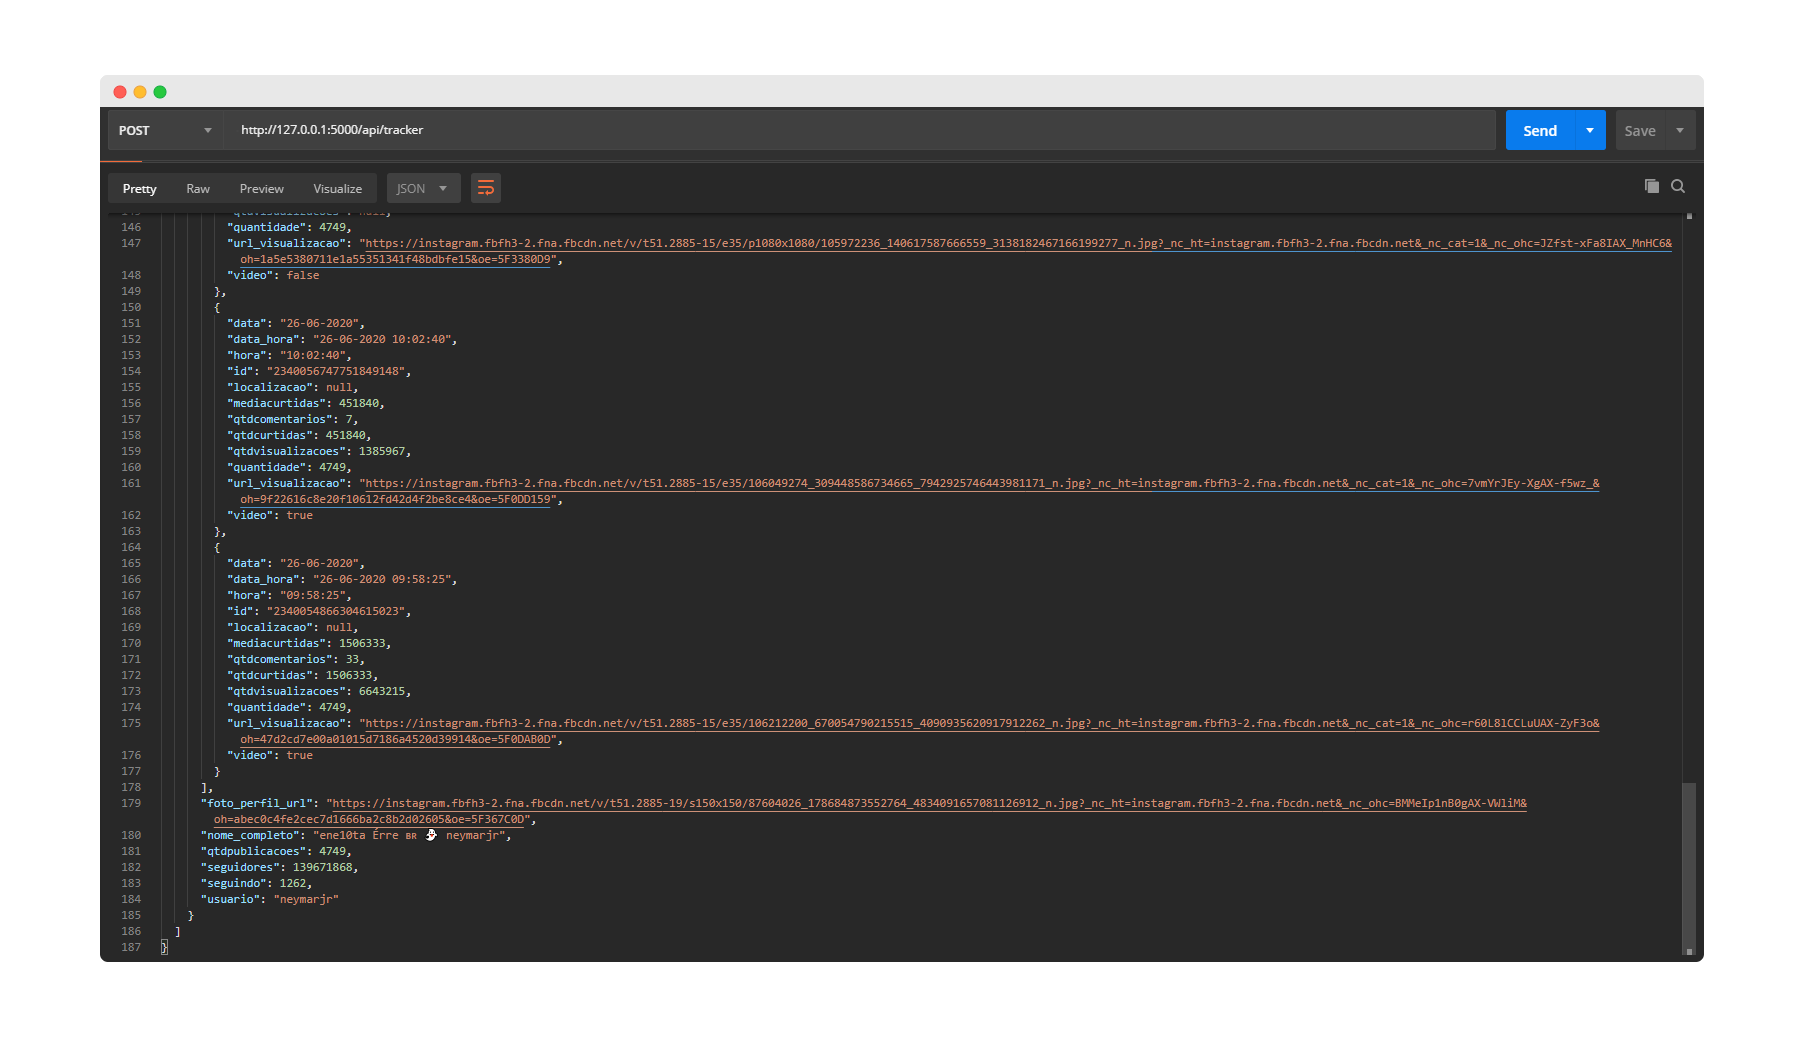 POST
http://127.0.0.1:5000/api/tracker
Send
Save
Pretty
Raw
Preview
Visualize
JSON
146 "quantidade": 4749,
147 "url_visualizacao": "https://instagram.fbfh3-2.fna.fbcdn.net/v/t51.2885-15/e35/p1080x1080/105972236_140617587666559_3138182467166199277_n.jpg?_nc_ht=instagram.fbfh3-2.fna.fbcdn.net&_nc_cat=1&_nc_ohc=JZfst-xFa8IAX_MnHC6&
oh=1a5e5380711e1a55351341f48bdbfe15&oe=5F3380D9",
148 "video": false
149 },
150 {
151 "data": "26-06-2020",
152 "data_hora": "26-06-2020 10:02:40",
153 "hora": "10:02:40",
154 "id": "2340056747751849148",
155 "localizacao": null,
156 "mediacurtidas": 451840,
157 "qtdcomentarios": 7,
158 "qtdcurtidas": 451840,
159 "qtdvisualizacoes": 1385967,
160 "quantidade": 4749,
161 "url_visualizacao": "https://instagram.fbfh3-2.fna.fbcdn.net/v/t51.2885-15/e35/106049274_309448586734665_7942925746443981171_n.jpg?_nc_ht=instagram.fbfh3-2.fna.fbcdn.net&_nc_cat=1&_nc_ohc=7vmYrJEy-XgAX-f5wz_&
oh=9f22616c8e20f10612fd42d4f2be8ce4&oe=5F0DD159",
162 "video": true
163 },
164 {
165 "data": "26-06-2020",
166 "data_hora": "26-06-2020 09:58:25",
167 "hora": "09:58:25",
168 "id": "2340054866304615023",
169 "localizacao": null,
170 "mediacurtidas": 1506333,
171 "qtdcomentarios": 33,
172 "qtdcurtidas": 1506333,
173 "qtdvisualizacoes": 6643215,
174 "quantidade": 4749,
175 "url_visualizacao": "https://instagram.fbfh3-2.fna.fbcdn.net/v/t51.2885-15/e35/106212200_670054790215515_4090935620917912262_n.jpg?_nc_ht=instagram.fbfh3-2.fna.fbcdn.net&_nc_cat=1&_nc_ohc=r60L8lCCLuUAX-ZyF3o&
oh=47d2cd7e00a01015d7186a4520d39914&oe=5F0DAB0D",
176 "video": true
177 }
178 ],
179 "foto_perfil_url": "https://instagram.fbfh3-2.fna.fbcdn.net/v/t51.2885-19/s150x150/87604026_178684873552764_4834091657081126912_n.jpg?_nc_ht=instagram.fbfh3-2.fna.fbcdn.net&_nc_ohc=BMMeIp1nB0gAX-VWliM&
oh=abec0c4fe2cec7d1666ba2c8b2d02605&oe=5F367C0D",
180 "nome_completo": "ene10ta Érre 🇧🇷 👻 neymarjr",
181 "qtdpublicacoes": 4749,
182 "seguidores": 139671868,
183 "seguindo": 1262,
184 "usuario": "neymarjr"
185 }
186 ]
187 }